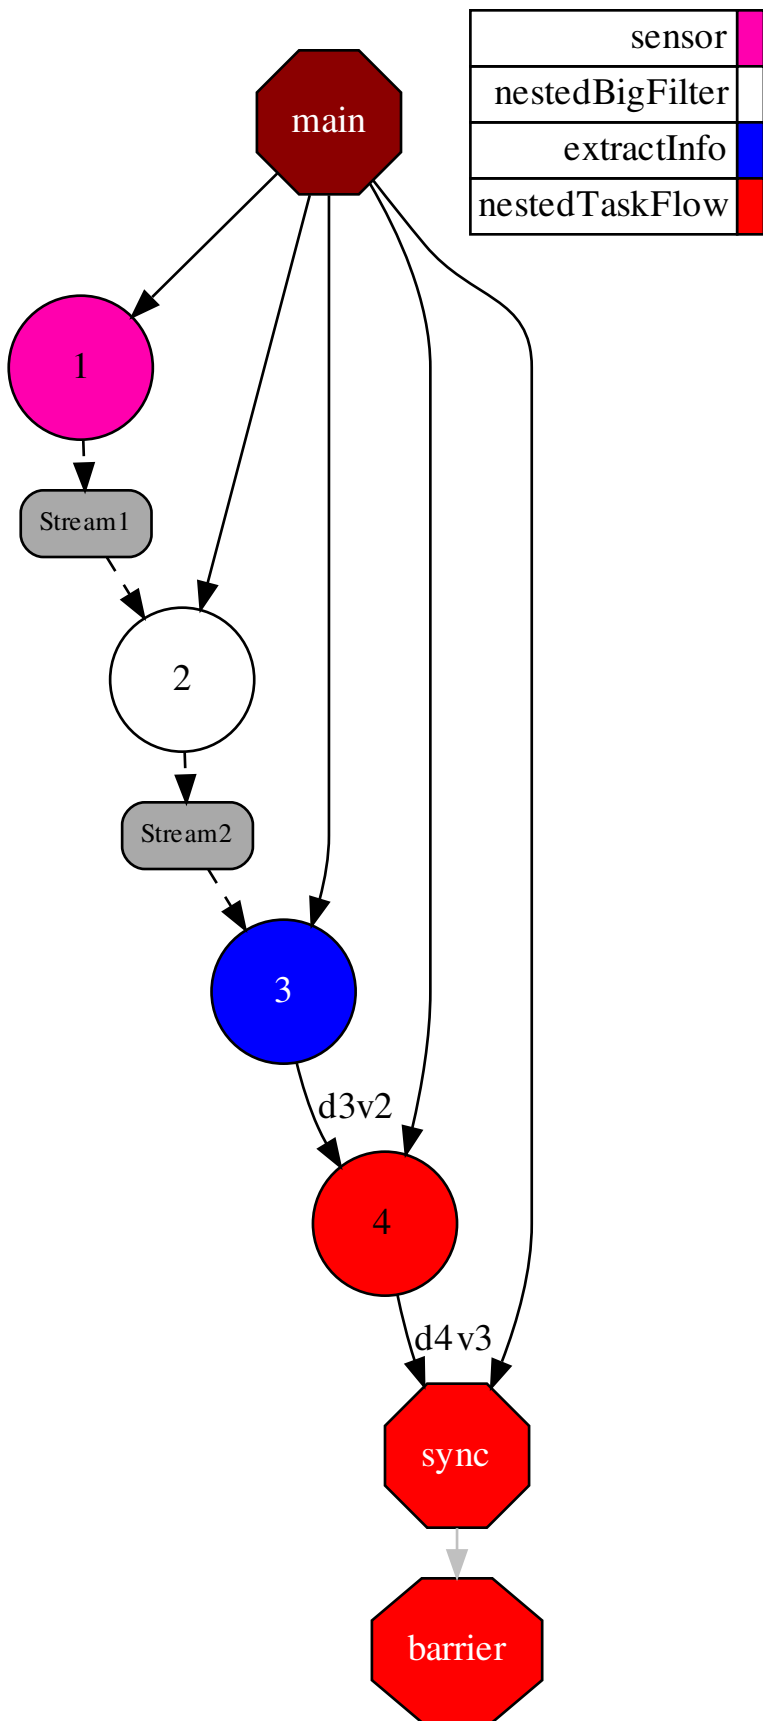 sensor
main
nestedBigFilter
extractInfo
nestedTaskFlow
1
Stream1
2
Stream2
3
d3v2
4
d4v3
sync
barrier